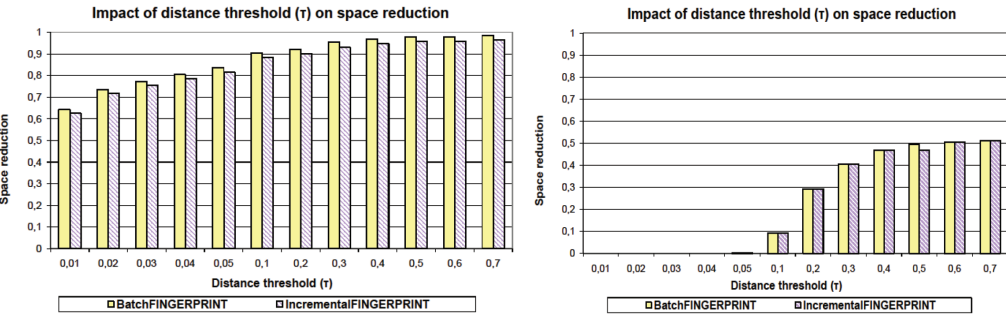 Impact of distance threshold (τ) on space reduction
Space reduction
1
0,9
0,8
0,7
0,6
0,5
0,4
0,3
0,2
0,1
0
0,01 0,02 0,03 0,04 0,05 0,1 0,2 0,3 0,4 0,5 0,6 0,7
Distance threshold (τ)
BatchFINGERPRINT IncrementalFINGERPRINT
Impact of distance threshold (τ) on space reduction
Space reduction
1
0,9
0,8
0,7
0,6
0,5
0,4
0,3
0,2
0,1
0
0,01 0,02 0,03 0,04 0,05 0,1 0,2 0,3 0,4 0,5 0,6 0,7
Distance threshold (τ)
BatchFINGERPRINT IncrementalFINGERPRINT